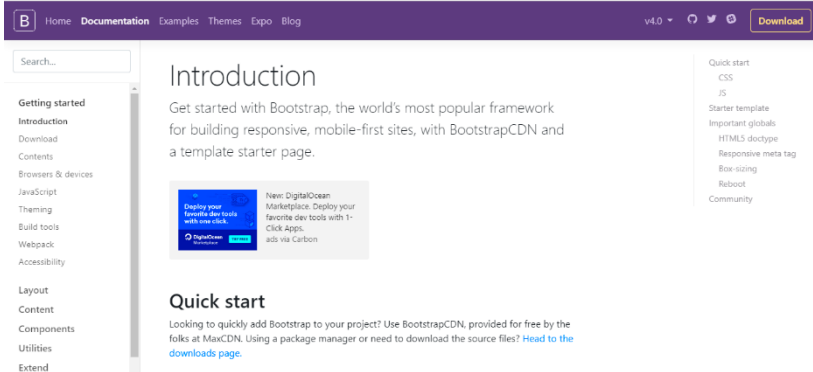 B Home Documentation Examples Themes Expo Blog v4.0 Download
Search...
Getting started
Introduction
Download
Contents
Browsers & devices
JavaScript
Theming
Build tools
Webpack
Accessibility
Layout
Content
Components
Utilities
Extend
Introduction
Get started with Bootstrap, the world's most popular framework
for building responsive, mobile-first sites, with BootstrapCDN and
a template starter page.
Deploy your
favorite dev tools
with one click.
DigitalOcean
Marketplace
New: DigitalOcean
Marketplace. Deploy your
favorite dev tools with 1-
Click Apps.
ads via Carbon
Quick start
Looking to quickly add Bootstrap to your project? Use BootstrapCDN, provided for free by the
folks at MaxCDN. Using a package manager or need to download the source files? Head to the
downloads page.
Quick start
CSS
JS
Starter template
Important globals
HTML5 doctype
Responsive meta tag
Box-sizing
Reboot
Community